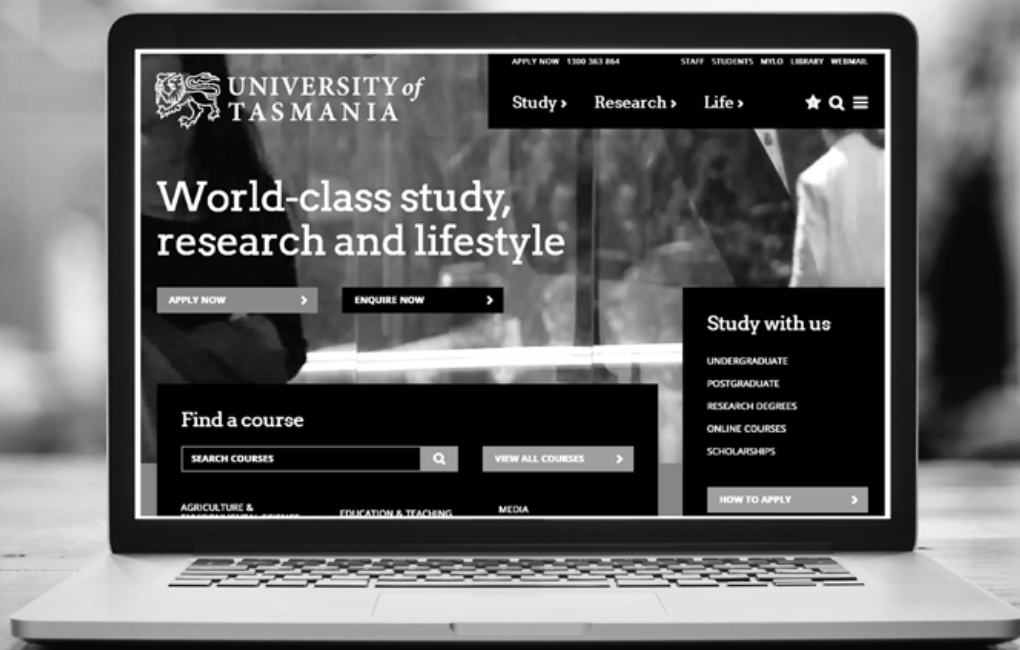 UNIVERSITY of
TASMANIA
APPLY NOW 1300 363 864
STAFF STUDENTS MYLO LIBRARY WEBMAIL
Study
Research
Life
World-class study,
research and lifestyle
APPLY NOW
ENQUIRE NOW
Study with us
UNDERGRADUATE
POSTGRADUATE
RESEARCH DEGREES
ONLINE COURSES
SCHOLARSHIPS
HOW TO APPLY
Find a course
SEARCH COURSES
VIEW ALL COURSES
AGRICULTURE &
ENVIRONMENTAL SCIENCE
EDUCATION & TEACHING
MEDIA